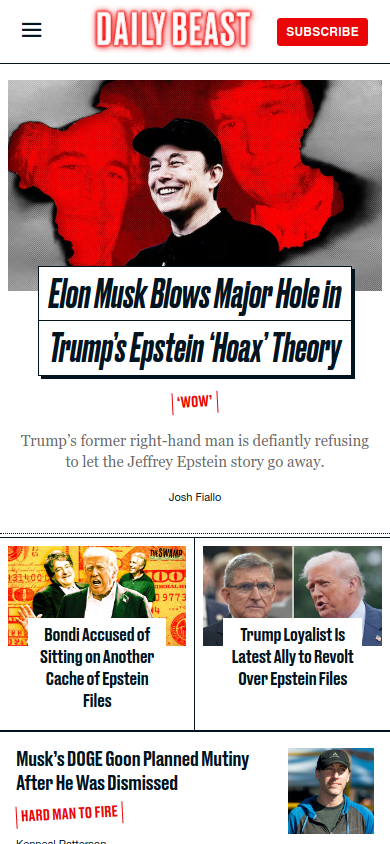 DAILY BEAST
SUBSCRIBE
Elon Musk Blows Major Hole in
Trump's Epstein ‘Hoax’ Theory
‘WOW’
Trump’s former right-hand man is defiantly refusing
to let the Jeffrey Epstein story go away.
Josh Fiallo
THE SWAMP
Bondi Accused of
Sitting on Another
Cache of Epstein
Files
Trump Loyalist Is
Latest Ally to Revolt
Over Epstein Files
Musk’s DOGE Goon Planned Mutiny
After He Was Dismissed
HARD MAN TO FIRE